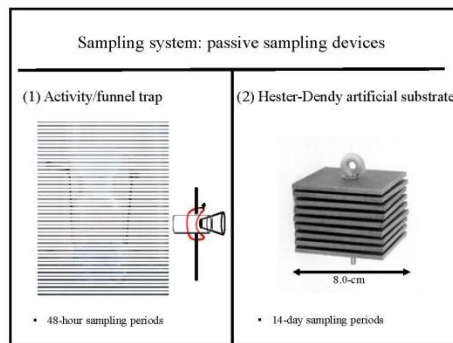 Sampling system: passive sampling devices
(1) Activity/funnel trap
(2) Hester-Dendy artificial substrate
8.0-cm
• 48-hour sampling periods
• 14-day sampling periods